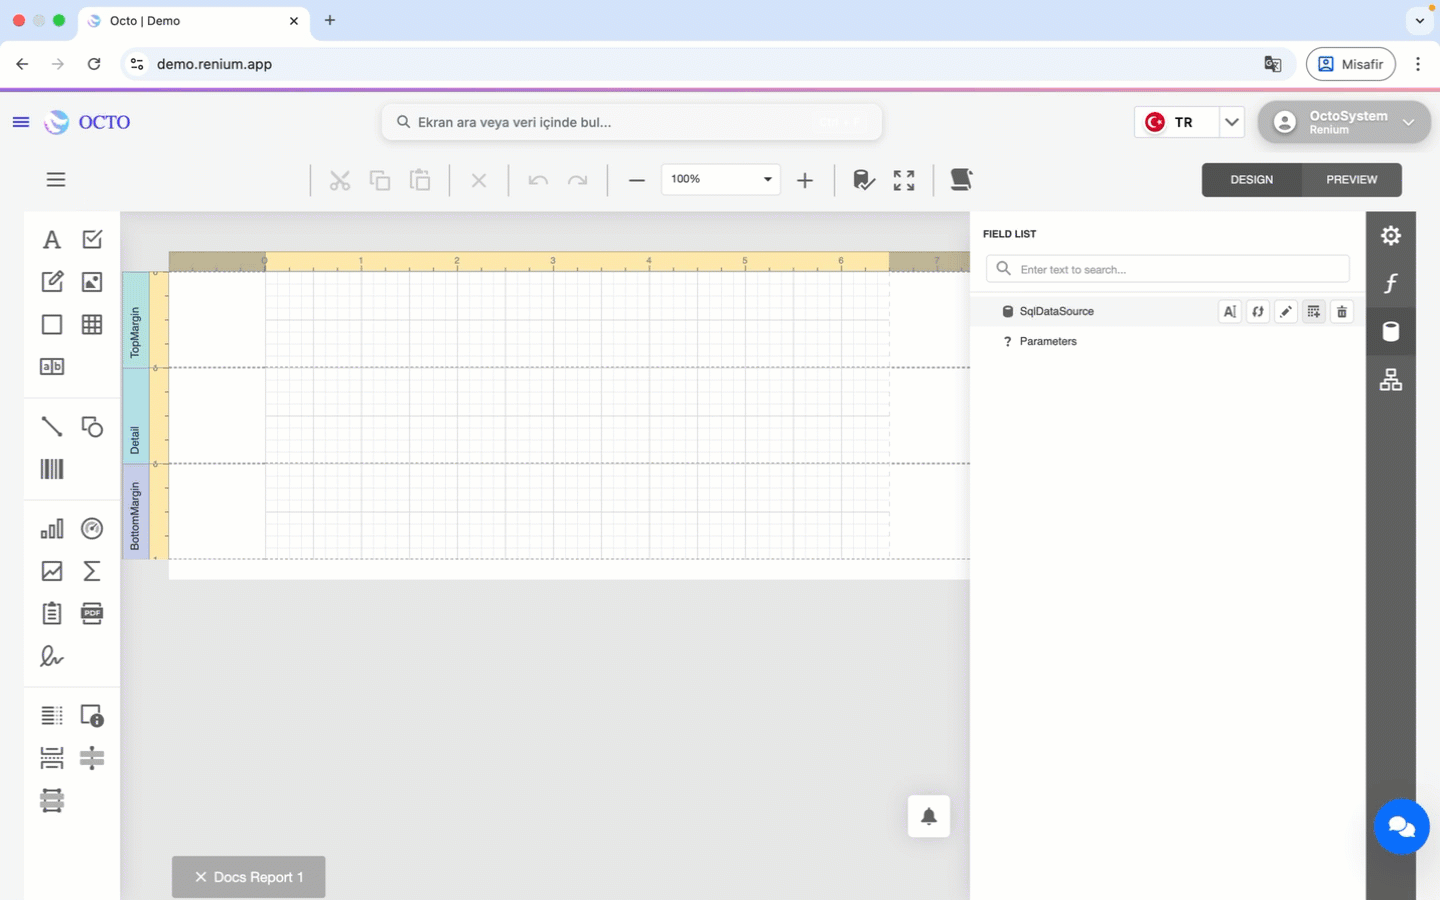 Octo | Demo
demo.renium.app
Misafir
OCTO
Ekran ara veya veri içinde bul...
TR
OctoSystem
Renium
100%
DESIGN
PREVIEW
A
FIELD LIST
Enter text to search...
0 1 2 3 4 5 6 7
TopMargin
SqlDataSource
Parameters
Detail
BottomMargin
a b
PDF
Docs Report 1